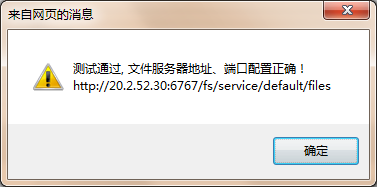 来自网页的消息
测试通过, 文件服务器地址、端口配置正确！
http://20.2.52.30:6767/fs/service/default/files
确定